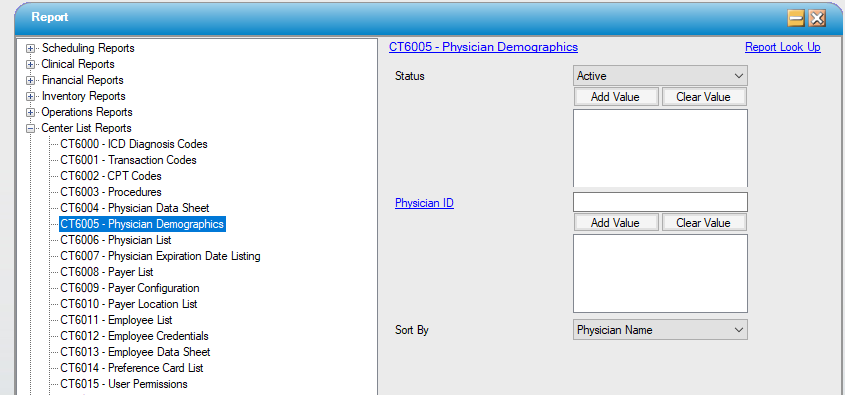 Report
Scheduling Reports
Clinical Reports
Financial Reports
Inventory Reports
Operations Reports
Center List Reports
CT6000 - ICD Diagnosis Codes
CT6001 - Transaction Codes
CT6002 - CPT Codes
CT6003 - Procedures
CT6004 - Physician Data Sheet
CT6005 - Physician Demographics
CT6006 - Physician List
CT6007 - Physician Expiration Date Listing
CT6008 - Payer List
CT6009 - Payer Configuration
CT6010 - Payer Location List
CT6011 - Employee List
CT6012 - Employee Credentials
CT6013 - Employee Data Sheet
CT6014 - Preference Card List
CT6015 - User Permissions
CT6005 - Physician Demographics Report Look Up
Status Active
Add Value Clear Value
Physician ID
Add Value Clear Value
Sort By Physician Name